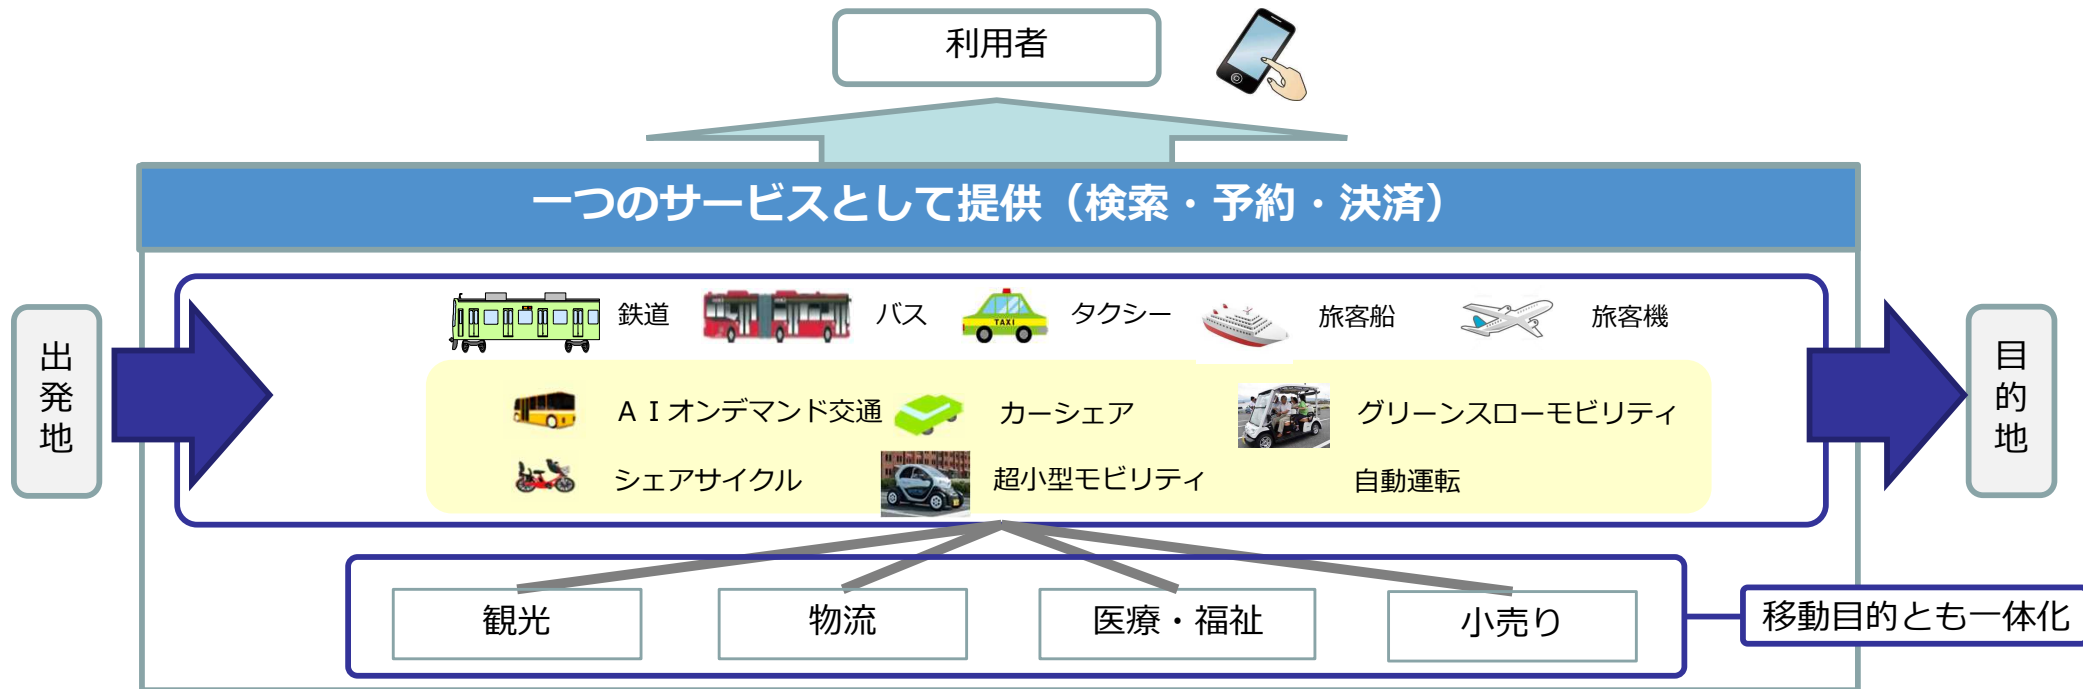 利用者
一つのサービスとして提供（検索・予約・決済）
鉄道
バス
TAXI
タクシー
旅客船
旅客機
出発地
目的地
ＡＩオンデマンド交通
カーシェア
グリーンスローモビリティ
シェアサイクル
超小型モビリティ
自動運転
観光
物流
医療・福祉
小売り
移動目的とも一体化